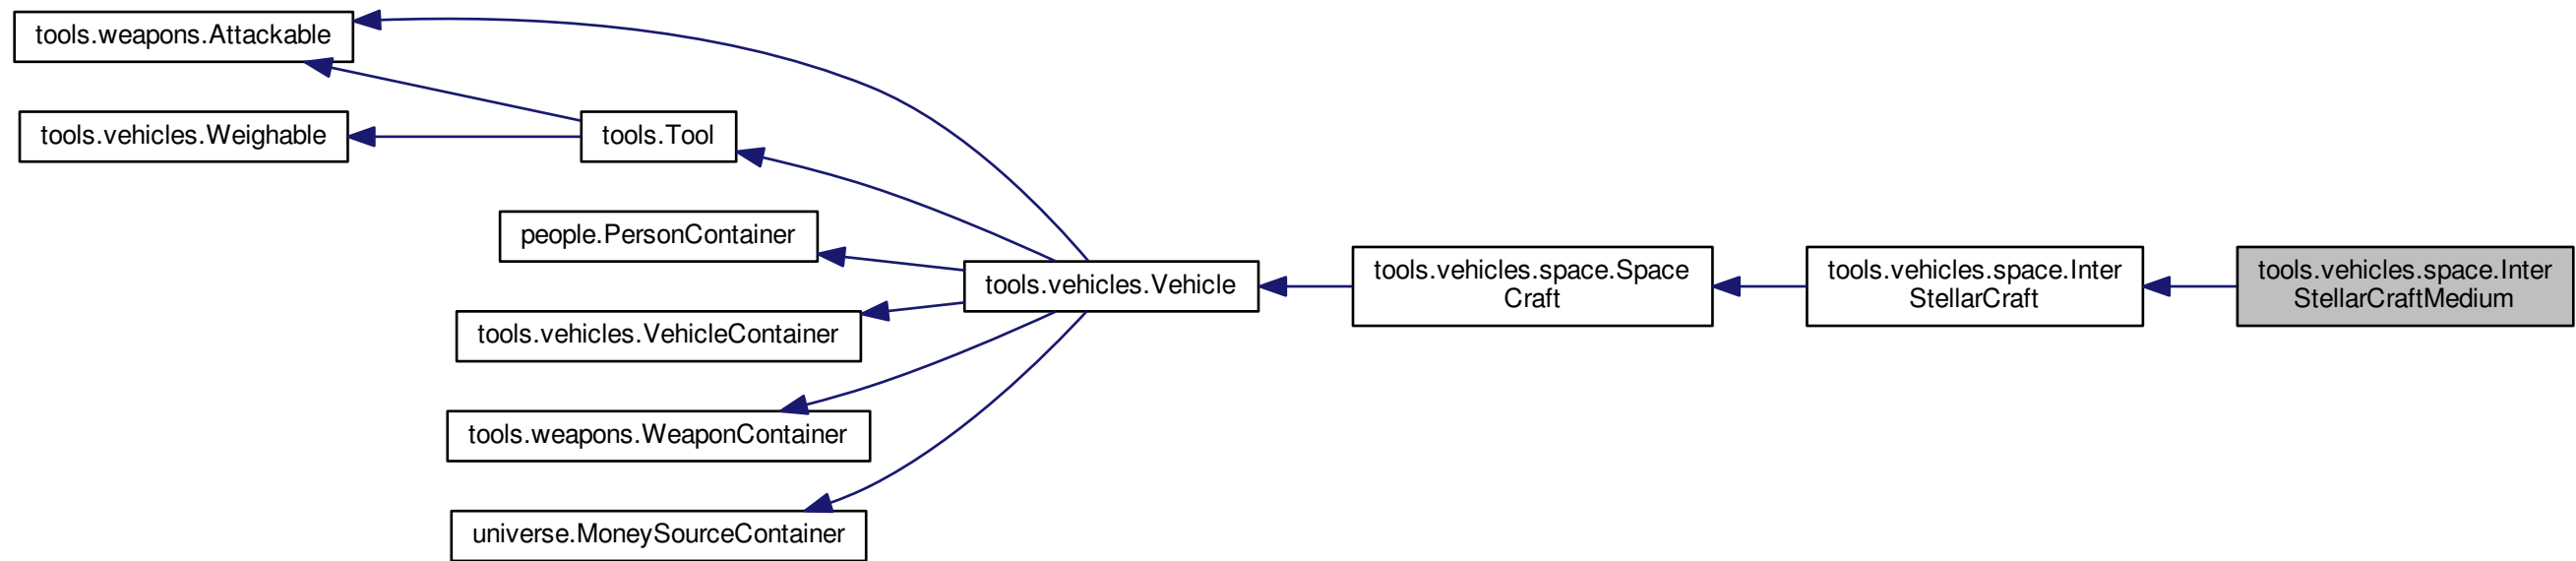 tools.weapons.Attackable
tools.vehicles.Weighable
tools.Tool
people.PersonContainer
tools.vehicles.VehicleContainer
tools.weapons.WeaponContainer
universe.MoneySourceContainer
tools.vehicles.Vehicle
tools.vehicles.space.Space
Craft
tools.vehicles.space.Inter
StellarCraft
tools.vehicles.space.Inter
StellarCraftMedium